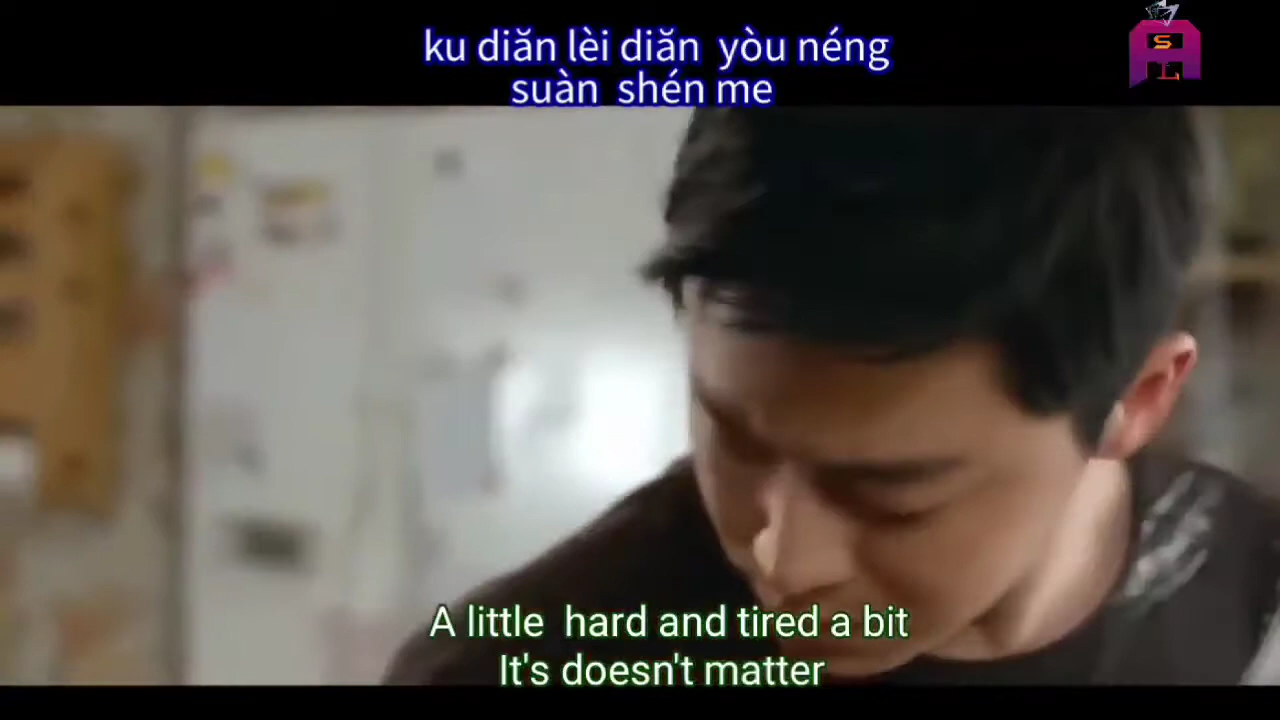 ku diăn lèi diăn yòu néng
suàn shén me
S
L
A little hard and tired a bit
It's doesn't matter